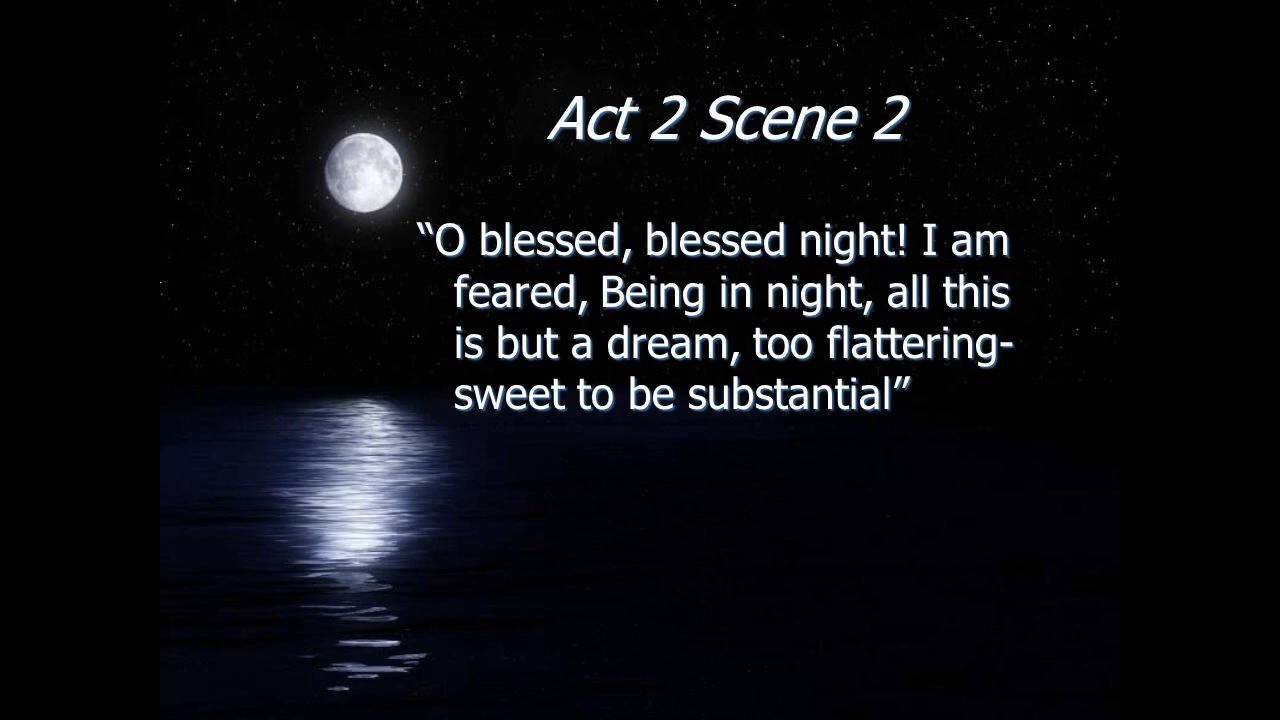 Act 2 Scene 2
“O blessed, blessed night! I am
feared, Being in night, all this
is but a dream, too flattering-
sweet to be substantial”